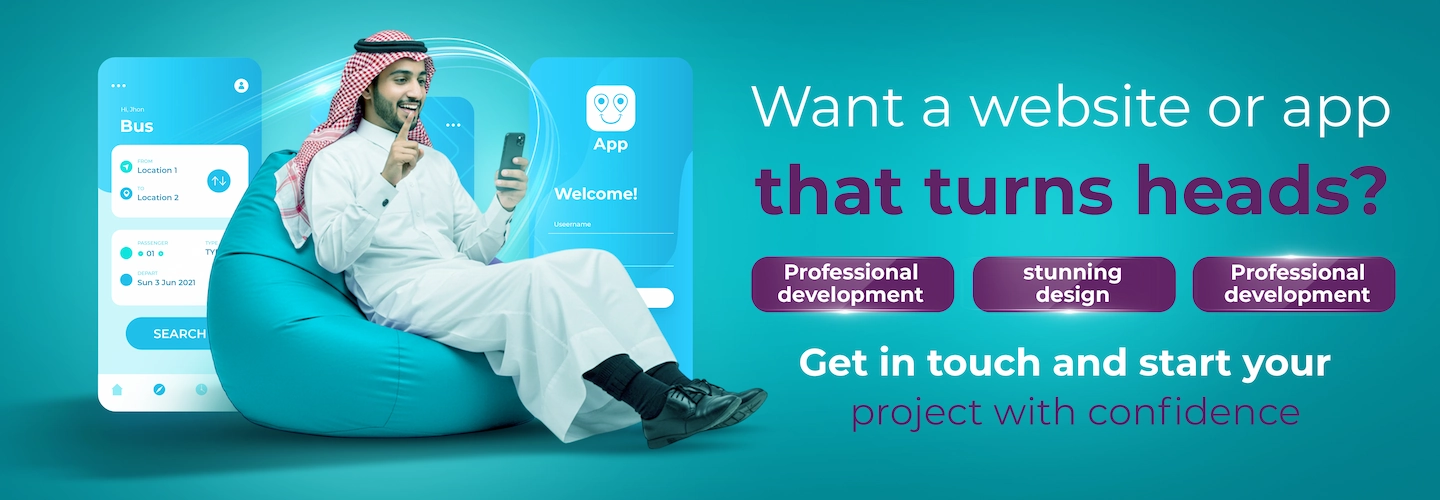 Hi, Jhon
Bus
FROM
Location 1
TO
Location 2
PASSENGER
01
TYPE
DEPART
Sun 3 Jun 2021
SEARCH
App
Welcome!
Username
Want a website or app
that turns heads?
Professional
development
stunning
design
Professional
development
Get in touch and start your
project with confidence